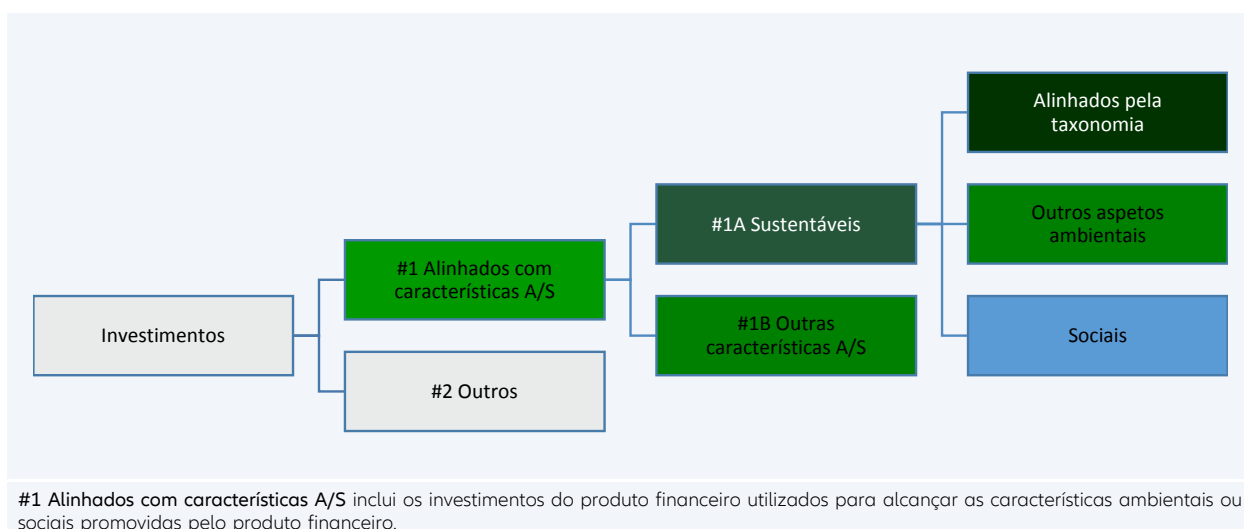 Alinhados pela
taxonomia
#1A Sustentáveis
Outros aspetos
ambientais
#1 Alinhados com
características A/S
Investimentos
#1B Outras
características A/S
Sociais
#2 Outros
#1 Alinhados com características A/S inclui os investimentos do produto financeiro utilizados para alcançar as características ambientais ou
sociais promovidas pelo produto financeiro.